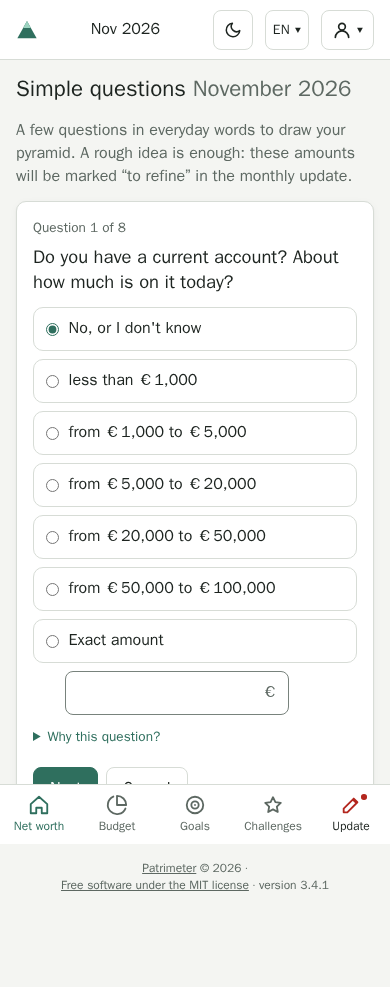 Nov 2026
EN ▾
▾
Simple questions November 2026
A few questions in everyday words to draw your
pyramid. A rough idea is enough: these amounts
will be marked “to refine” in the monthly update.
Question 1 of 8
Do you have a current account? About
how much is on it today?
No, or I don't know
less than € 1,000
from € 1,000 to € 5,000
from € 5,000 to € 20,000
from € 20,000 to € 50,000
from € 50,000 to € 100,000
Exact amount
€
▶ Why this question?
Net worth
Budget
Goals
Challenges
Update
Patrimeter © 2026 ·
Free software under the MIT license · version 3.4.1